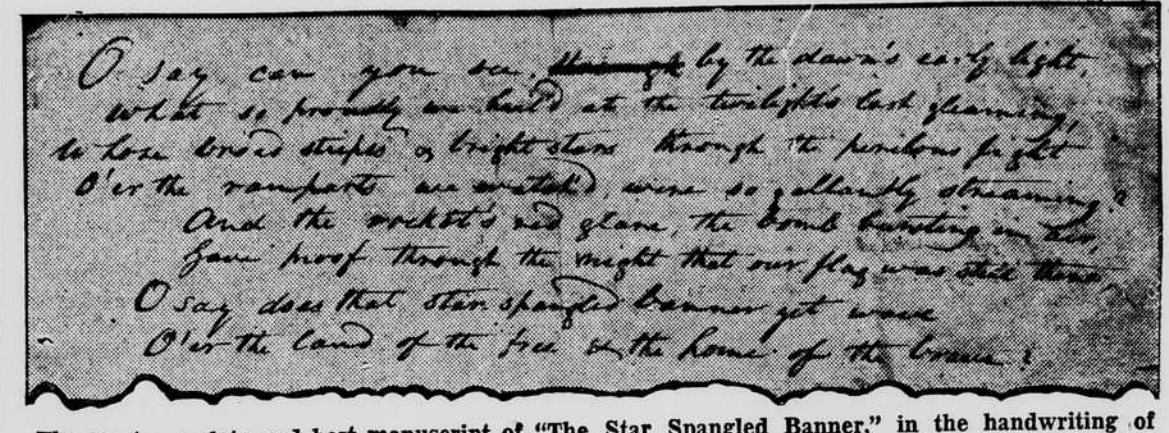 O say can you see, through by the dawn's early light,
What so proudly we hail'd at the twilight's last gleaming,
Whose broad stripes & bright stars through the perilous fight
O'er the ramparts we watch'd, were so gallantly streaming?
And the rocket's red glare, the bomb bursting in air,
Gave proof through the night that our flag was still there,
O say does that star spangled banner yet wave
O'er the land of the free & the home of the brave?
manuscript of "The Star Spangled Banner," in the handwriting of